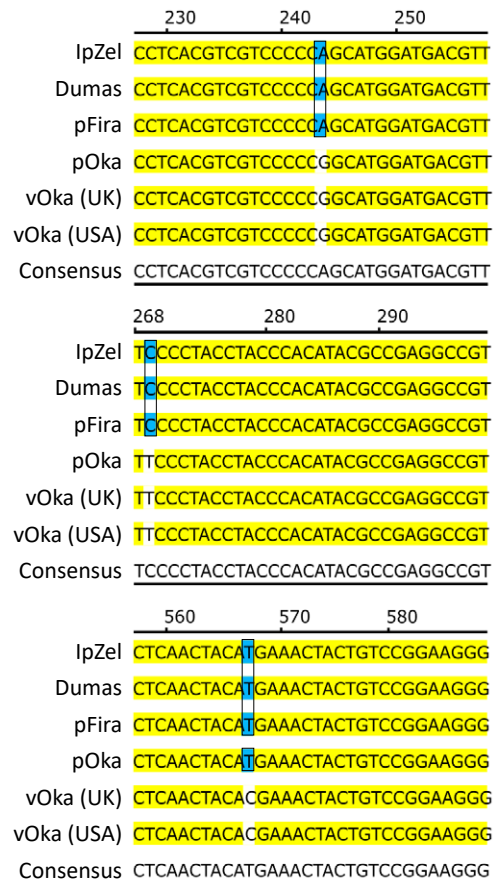 230 240 250
IpZel CCTCACGTCGTCCCCCAGCATGGATGACGTT
Dumas CCTCACGTCGTCCCCCAGCATGGATGACGTT
pFira CCTCACGTCGTCCCCCAGCATGGATGACGTT
pOka CCTCACGTCGTCCCCCGGCATGGATGACGTT
vOka (UK) CCTCACGTCGTCCCCCGGCATGGATGACGTT
vOka (USA) CCTCACGTCGTCCCCCGGCATGGATGACGTT
Consensus CCTCACGTCGTCCCCCAGCATGGATGACGTT
268 280 290
IpZel TCCCCTACCTACCCACATACGCCGAGGCCGT
Dumas TCCCCTACCTACCCACATACGCCGAGGCCGT
pFira TCCCCTACCTACCCACATACGCCGAGGCCGT
pOka TTCCCTACCTACCCACATACGCCGAGGCCGT
vOka (UK) TTCCCTACCTACCCACATACGCCGAGGCCGT
vOka (USA) TTCCCTACCTACCCACATACGCCGAGGCCGT
Consensus TCCCCTACCTACCCACATACGCCGAGGCCGT
560 570 580
IpZel CTCAACTACATGAAACTACTGTCCGGAAGGG
Dumas CTCAACTACATGAAACTACTGTCCGGAAGGG
pFira CTCAACTACATGAAACTACTGTCCGGAAGGG
pOka CTCAACTACATGAAACTACTGTCCGGAAGGG
vOka (UK) CTCAACTACACGAAACTACTGTCCGGAAGGG
vOka (USA) CTCAACTACACGAAACTACTGTCCGGAAGGG
Consensus CTCAACTACATGAAACTACTGTCCGGAAGGG